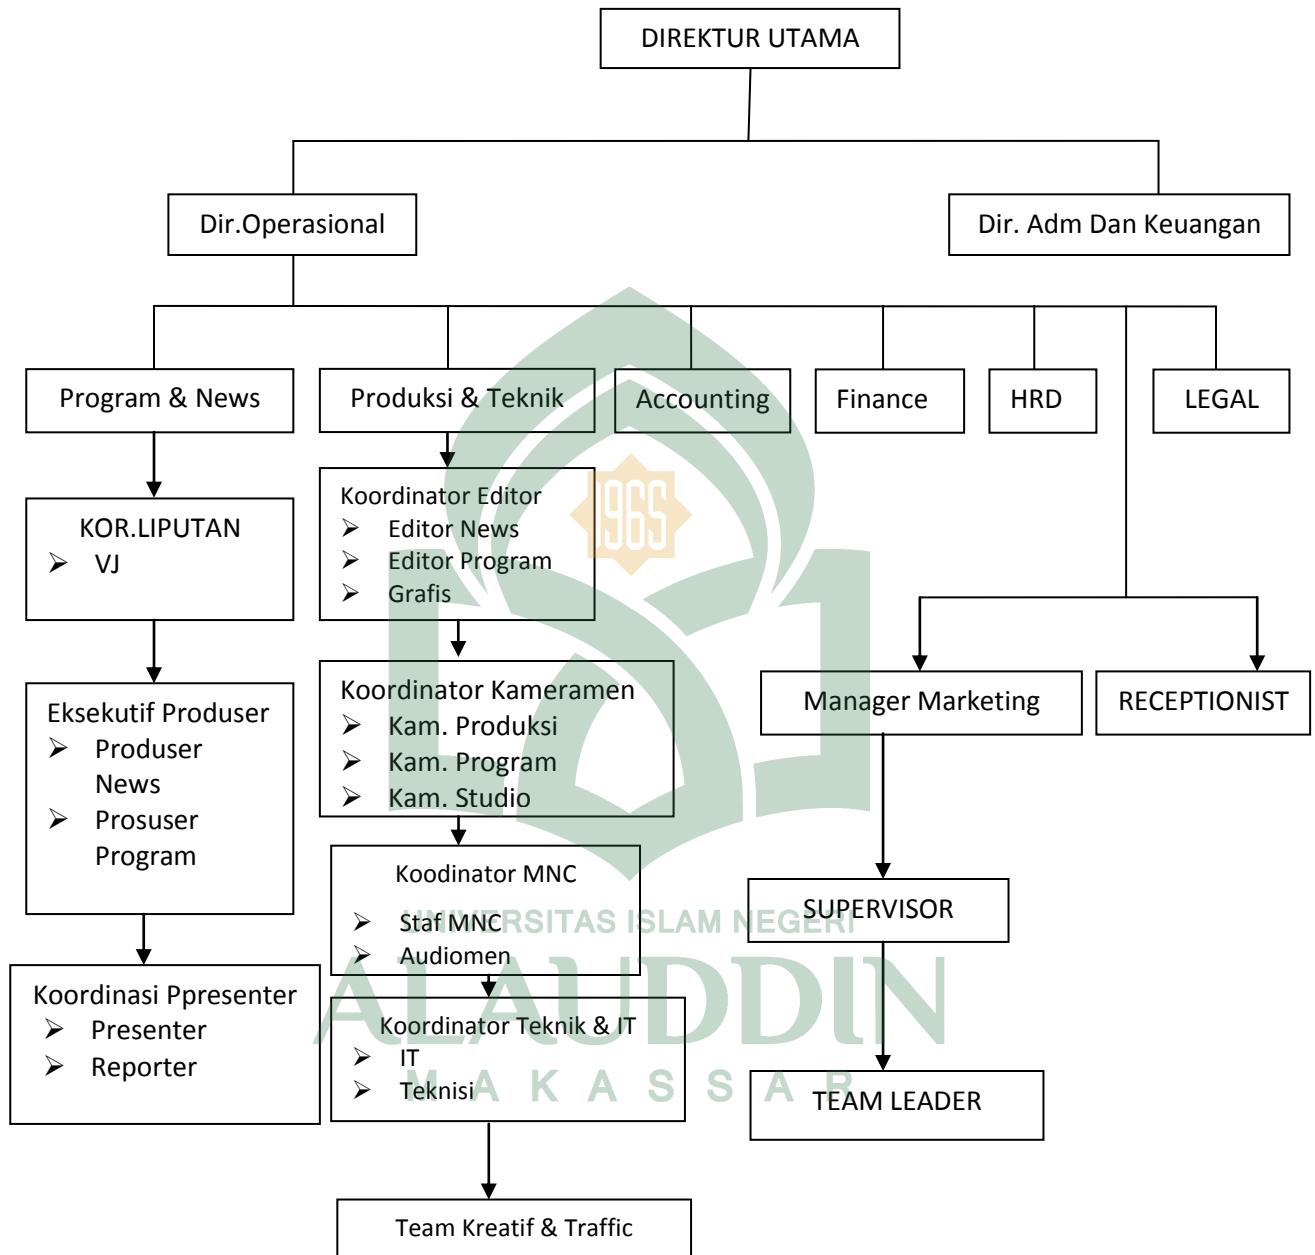 DIREKTUR UTAMA
Dir.Operasional
Dir. Adm Dan Keuangan
Program & News
Produksi & Teknik
Accounting
Finance
HRD
LEGAL
KOR.LIPUTAN
VJ
Koordinator Editor
Editor News
Editor Program
Grafis
1965
Eksekutif Produser
Produser
News
Prosuser
Program
Koordinator Kameramen
Kam. Produksi
Kam. Program
Kam. Studio
Manager Marketing
RECEPTIONIST
Koodinator MNC
Staf MNC
Audiomen
SUPERVISOR
UNIVERSITAS ISLAM NEGERI
ALAUDDIN
MAKASSAR
Koordinasi Ppresenter
Presenter
Reporter
Koordinator Teknik & IT
IT
Teknisi
TEAM LEADER
Team Kreatif & Traffic